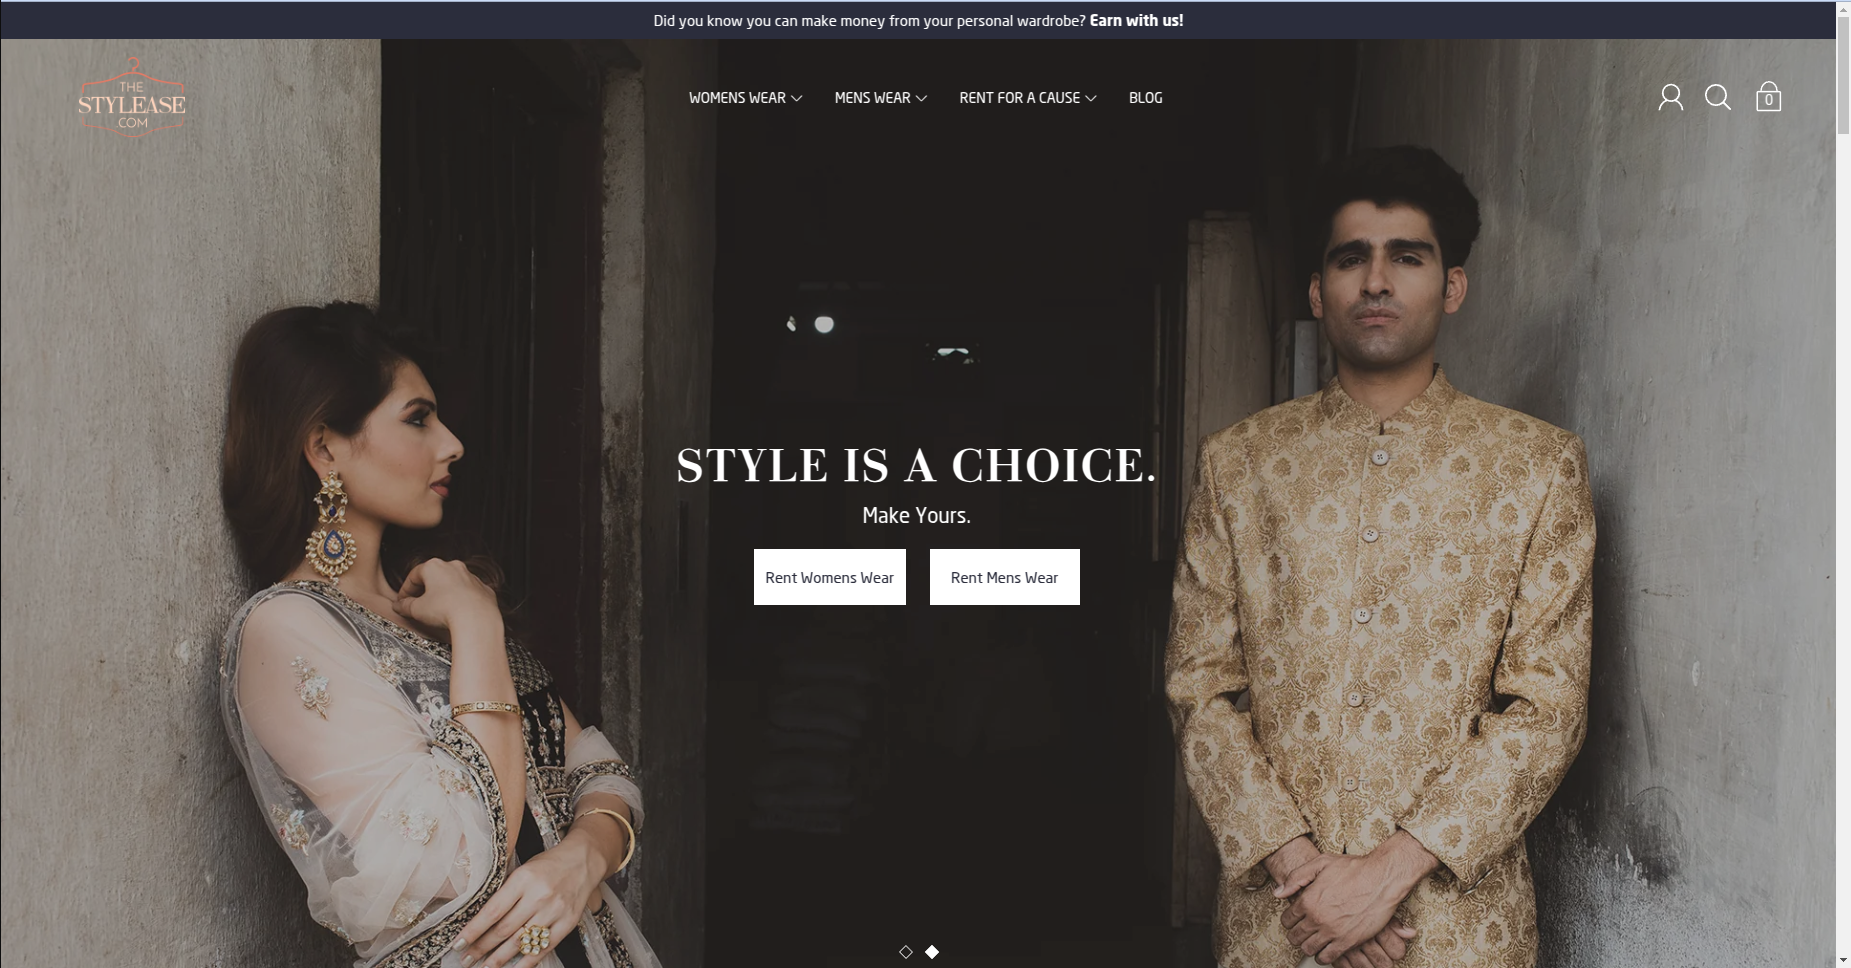 Did you know you can make money from your personal wardrobe? Earn with us!
THE
STYLEASE
COM
WOMENS WEAR
MENS WEAR
RENT FOR A CAUSE
BLOG
0
STYLE IS A CHOICE.
Make Yours.
Rent Womens Wear
Rent Mens Wear